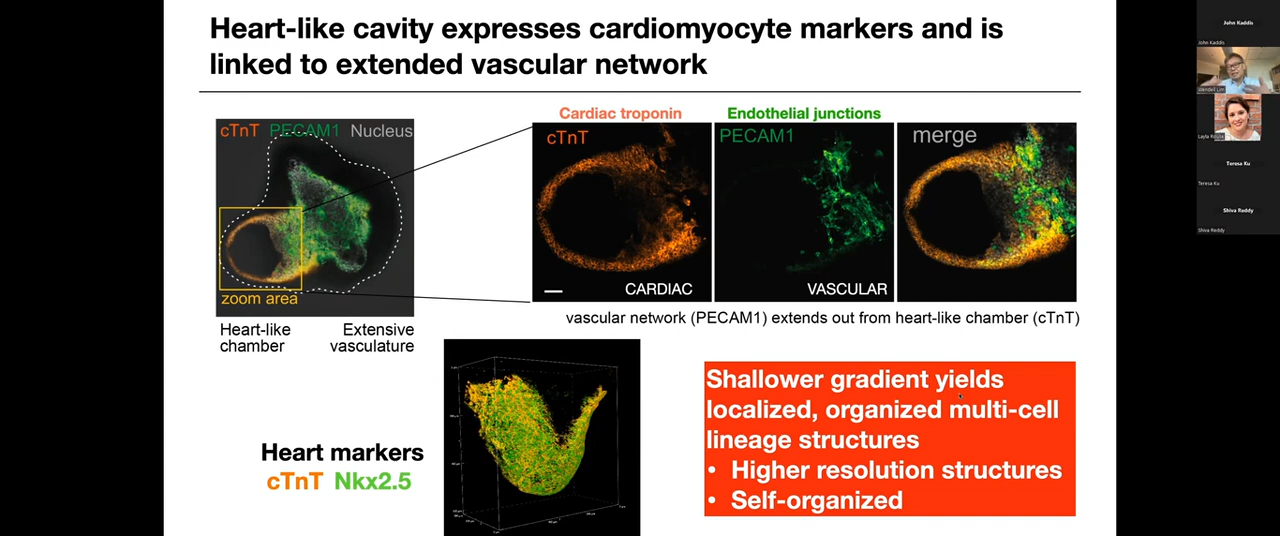 Heart-like cavity expresses cardiomyocyte markers and is
linked to extended vascular network
cTnT PECAM1 Nucleus
zoom area
Heart-like
chamber
Extensive
vasculature
Cardiac troponin
Endothelial junctions
cTnT
PECAM1
merge
CARDIAC
VASCULAR
vascular network (PECAM1) extends out from heart-like chamber (cTnT)
Heart markers
cTnT Nkx2.5
Shallower gradient yields
localized, organized multi-cell
lineage structures
• Higher resolution structures
• Self-organized
John Kaddis
John Kaddis
Wendell Lim
Teresa Ku
Teresa Ku
Shiva Reddy
Shiva Reddy